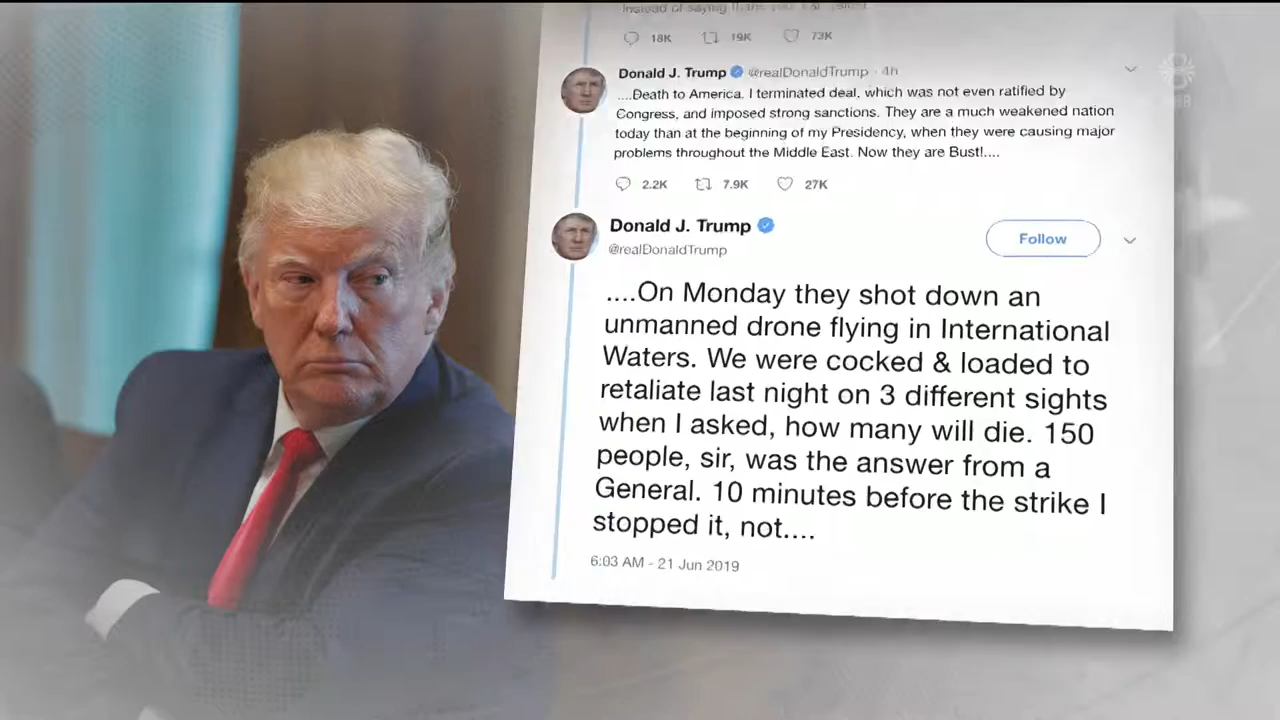 Instead of saying
18K 19K 73K
Donald J. Trump @realDonaldTrump · 4h
....Death to America. I terminated deal, which was not even ratified by
Congress, and imposed strong sanctions. They are a much weakened nation
today than at the beginning of my Presidency, when they were causing major
problems throughout the Middle East. Now they are Bust!....
2.2K 7.9K 27K
Donald J. Trump
@realDonaldTrump
Follow
....On Monday they shot down an
unmanned drone flying in International
Waters. We were cocked & loaded to
retaliate last night on 3 different sights
when I asked, how many will die. 150
people, sir, was the answer from a
General. 10 minutes before the strike I
stopped it, not....
6:03 AM - 21 Jun 2019